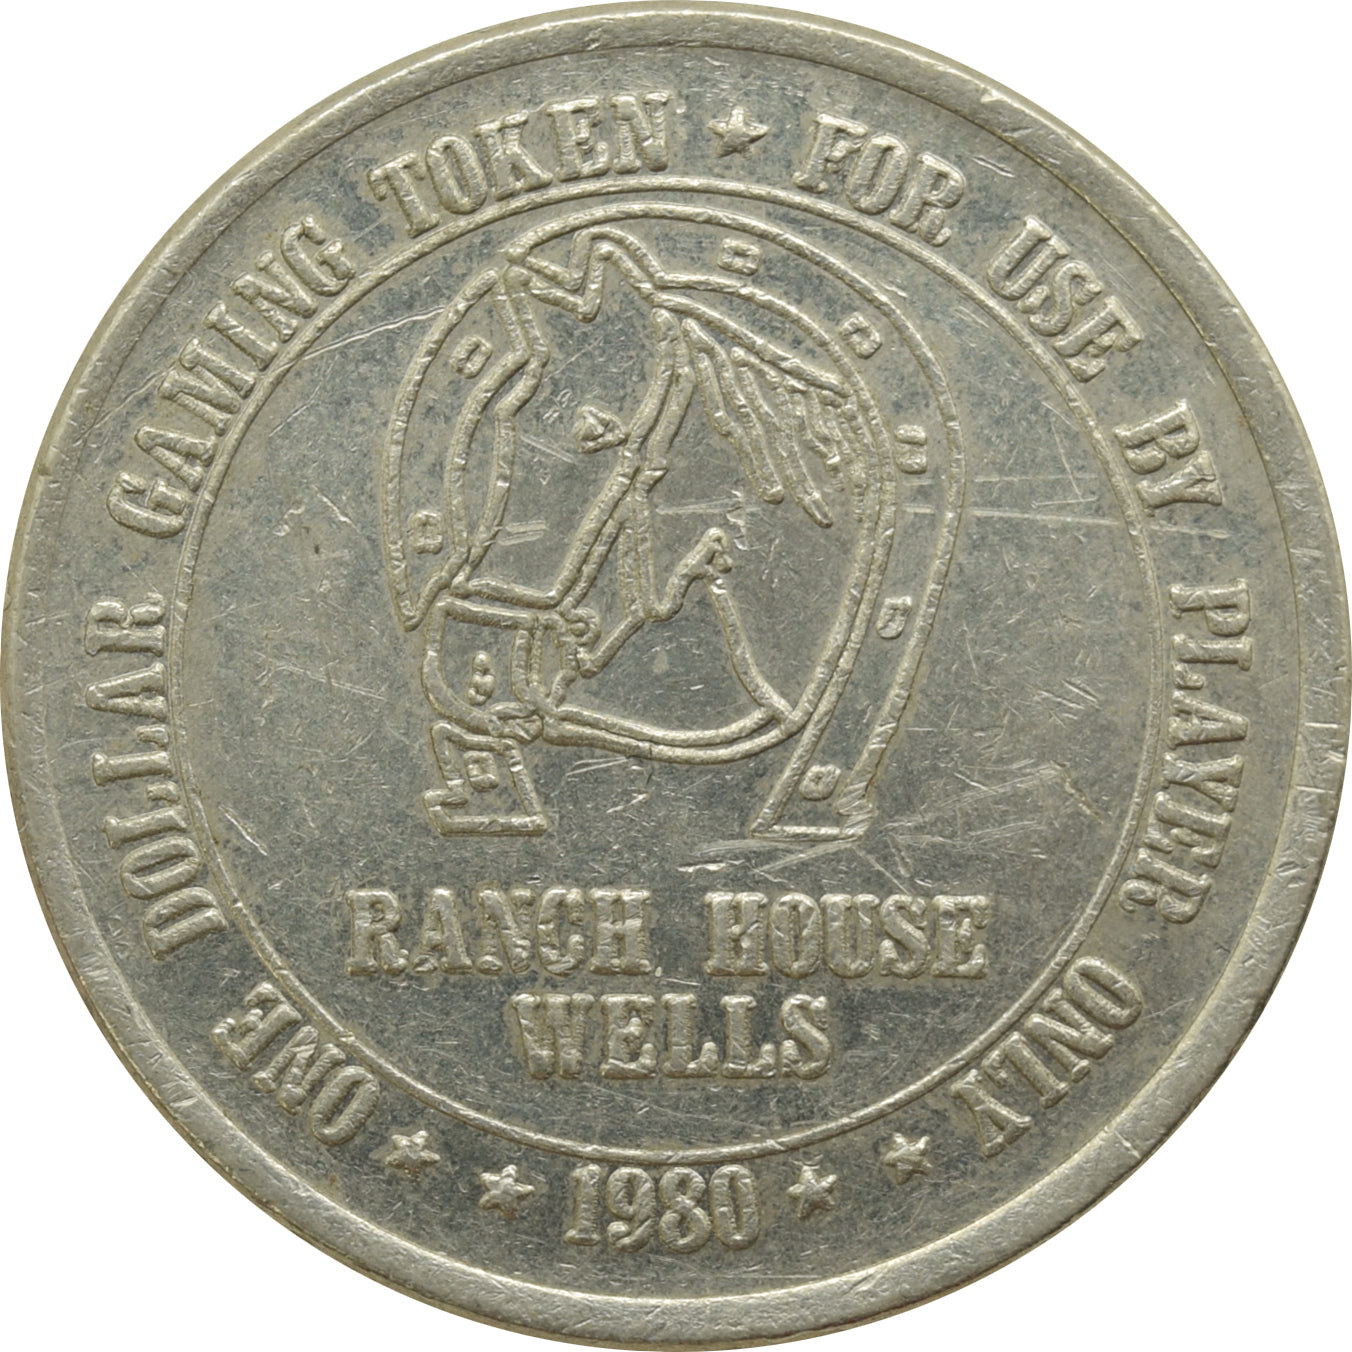 ONE DOLLAR GAMING TOKEN ★ FOR USE BY PLAYER ONLY
RANCH HOUSE
WELLS
★ ★ 1980 ★ ★